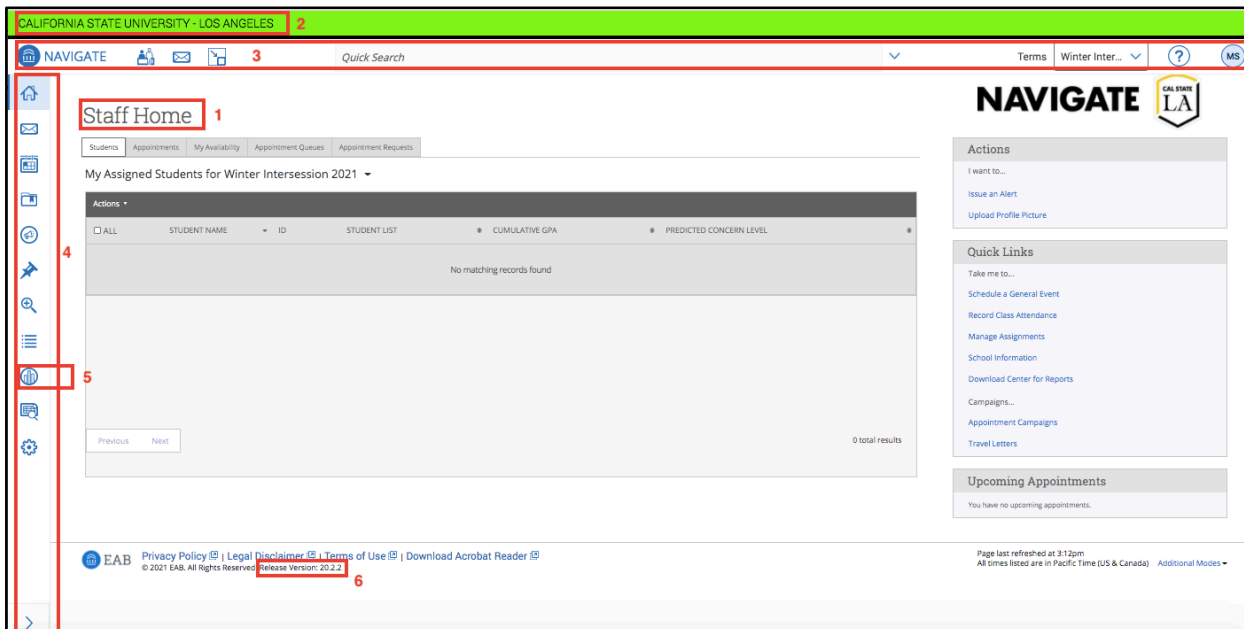 CALIFORNIA STATE UNIVERSITY - LOS ANGELES 2
NAVIGATE 3 Quick Search Terms Winter Inter... ? MS
NAVIGATE CAL STATE LA
Staff Home 1
Students Appointments My Availability Appointment Queues Appointment Requests
My Assigned Students for Winter Intersession 2021
Actions
ALL STUDENT NAME ID STUDENT LIST CUMULATIVE GPA PREDICTED CONCERN LEVEL
No matching records found
Previous Next 0 total results
4
5
Actions
I want to...
Issue an Alert
Upload Profile Picture
Quick Links
Take me to...
Schedule a General Event
Record Class Attendance
Manage Assignments
School Information
Download Center for Reports
Campaigns...
Appointment Campaigns
Travel Letters
Upcoming Appointments
You have no upcoming appointments.
EAB Privacy Policy | Legal Disclaimer | Terms of Use | Download Acrobat Reader
© 2021 EAB. All Rights Reserved. Release Version: 20.2.2
6
Page last refreshed at 3:12pm
All times listed are in Pacific Time (US & Canada) Additional Modes